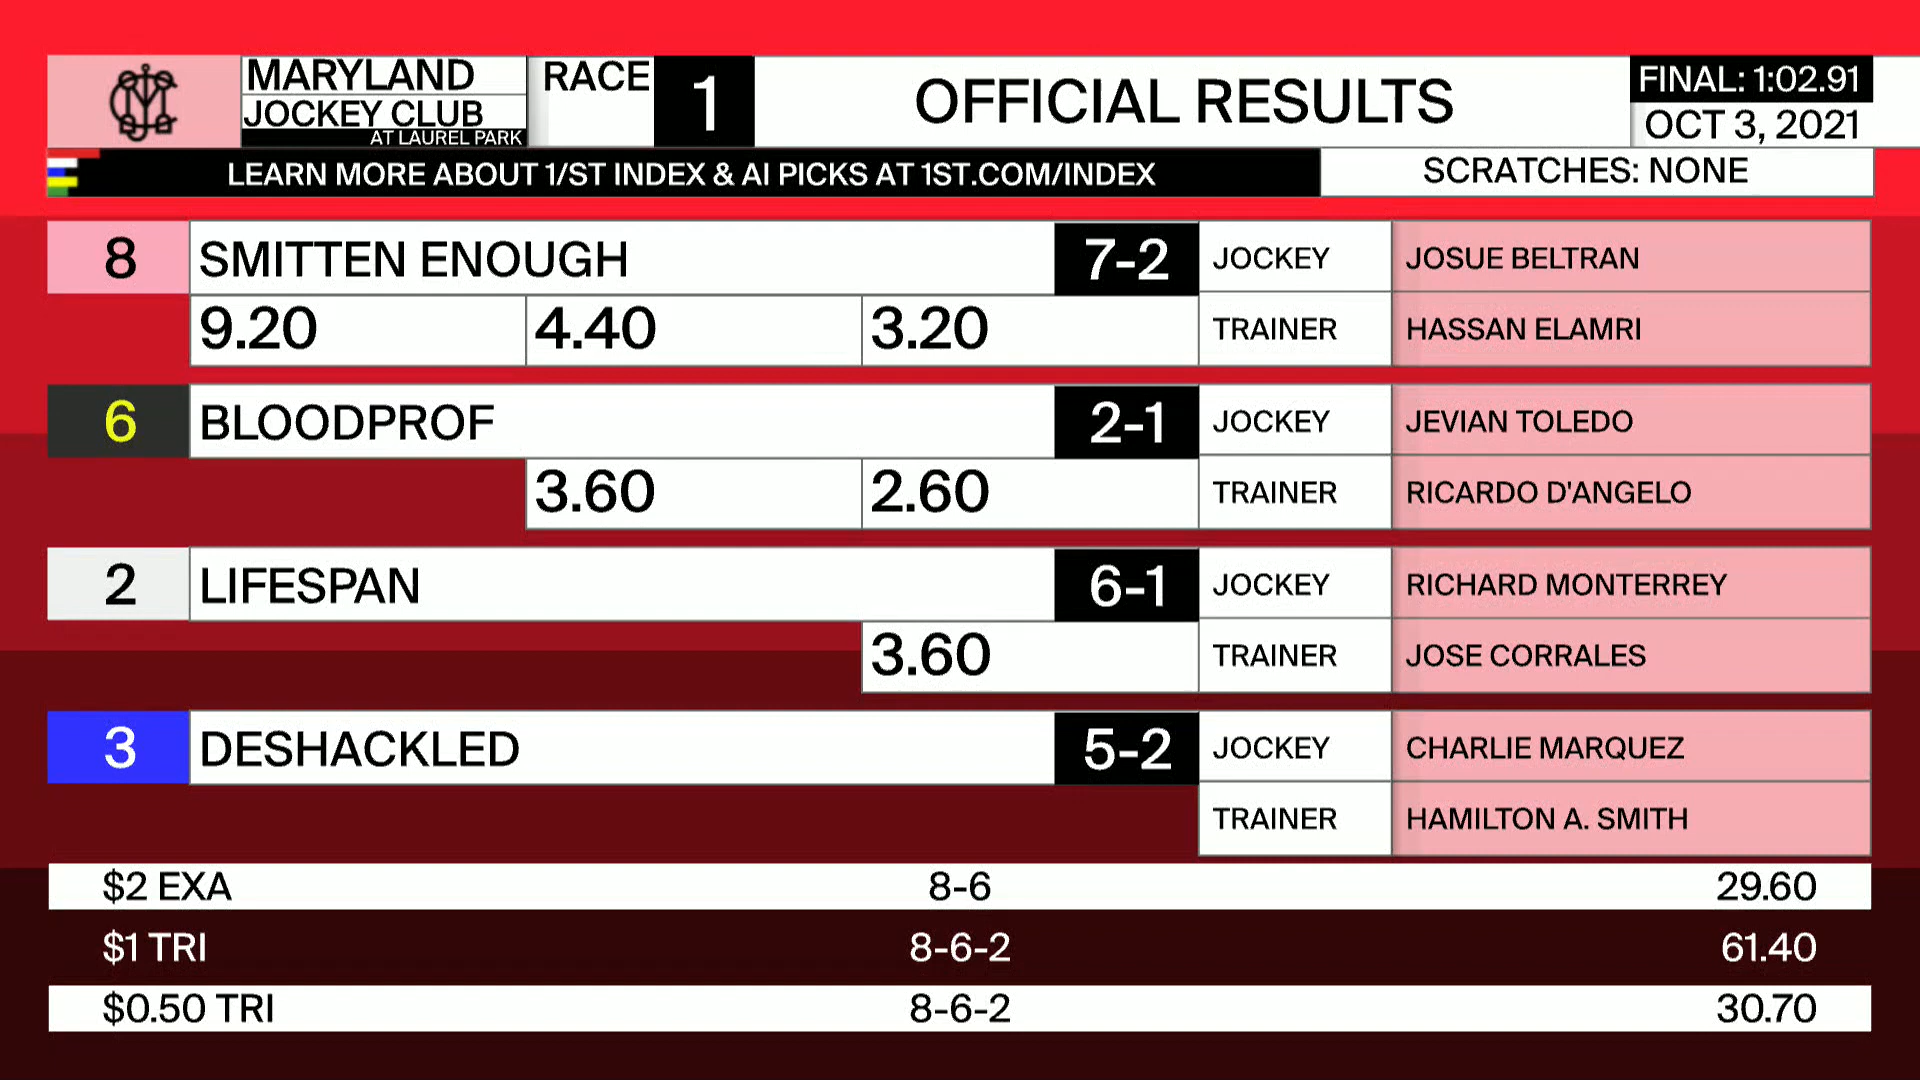 MARYLAND
JOCKEY CLUB
AT LAUREL PARK
RACE 1
OFFICIAL RESULTS
FINAL: 1:02.91
OCT 3, 2021
LEARN MORE ABOUT 1/ST INDEX & AI PICKS AT 1ST.COM/INDEX
SCRATCHES: NONE
8 SMITTEN ENOUGH 7-2 JOCKEY JOSUE BELTRAN
9.20 4.40 3.20 TRAINER HASSAN ELAMRI
6 BLOODPROF 2-1 JOCKEY JEVIAN TOLEDO
3.60 2.60 TRAINER RICARDO D'ANGELO
2 LIFESPAN 6-1 JOCKEY RICHARD MONTERREY
3.60 TRAINER JOSE CORRALES
3 DESHACKLED 5-2 JOCKEY CHARLIE MARQUEZ
TRAINER HAMILTON A. SMITH
$2 EXA 8-6 29.60
$1 TRI 8-6-2 61.40
$0.50 TRI 8-6-2 30.70